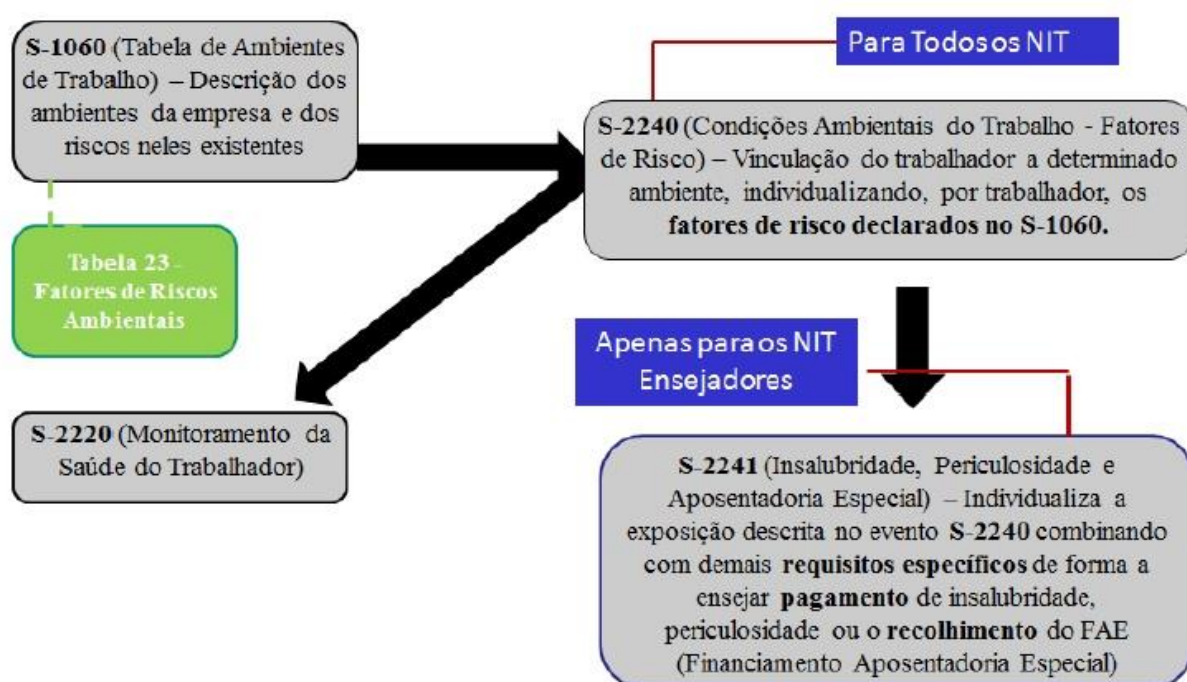 S-1060 (Tabela de Ambientes
de Trabalho) – Descrição dos
ambientes da empresa e dos
riscos neles existentes
Para Todos os NIT
S-2240 (Condições Ambientais do Trabalho - Fatores
de Risco) – Vinculação do trabalhador a determinado
ambiente, individualizando, por trabalhador, os
fatores de risco declarados no S-1060.
Tabela 23 -
Fatores de Riscos
Ambientais
Apenas para os NIT
Ensejadores
S-2220 (Monitoramento da
Saúde do Trabalhador)
S-2241 (Insalubridade, Periculosidade e
Aposentadoria Especial) – Individualiza a
exposição descrita no evento S-2240 combinando
com demais requisitos específicos de forma a
ensejar pagamento de insalubridade,
periculosidade ou o recolhimento do FAE
(Financiamento Aposentadoria Especial)